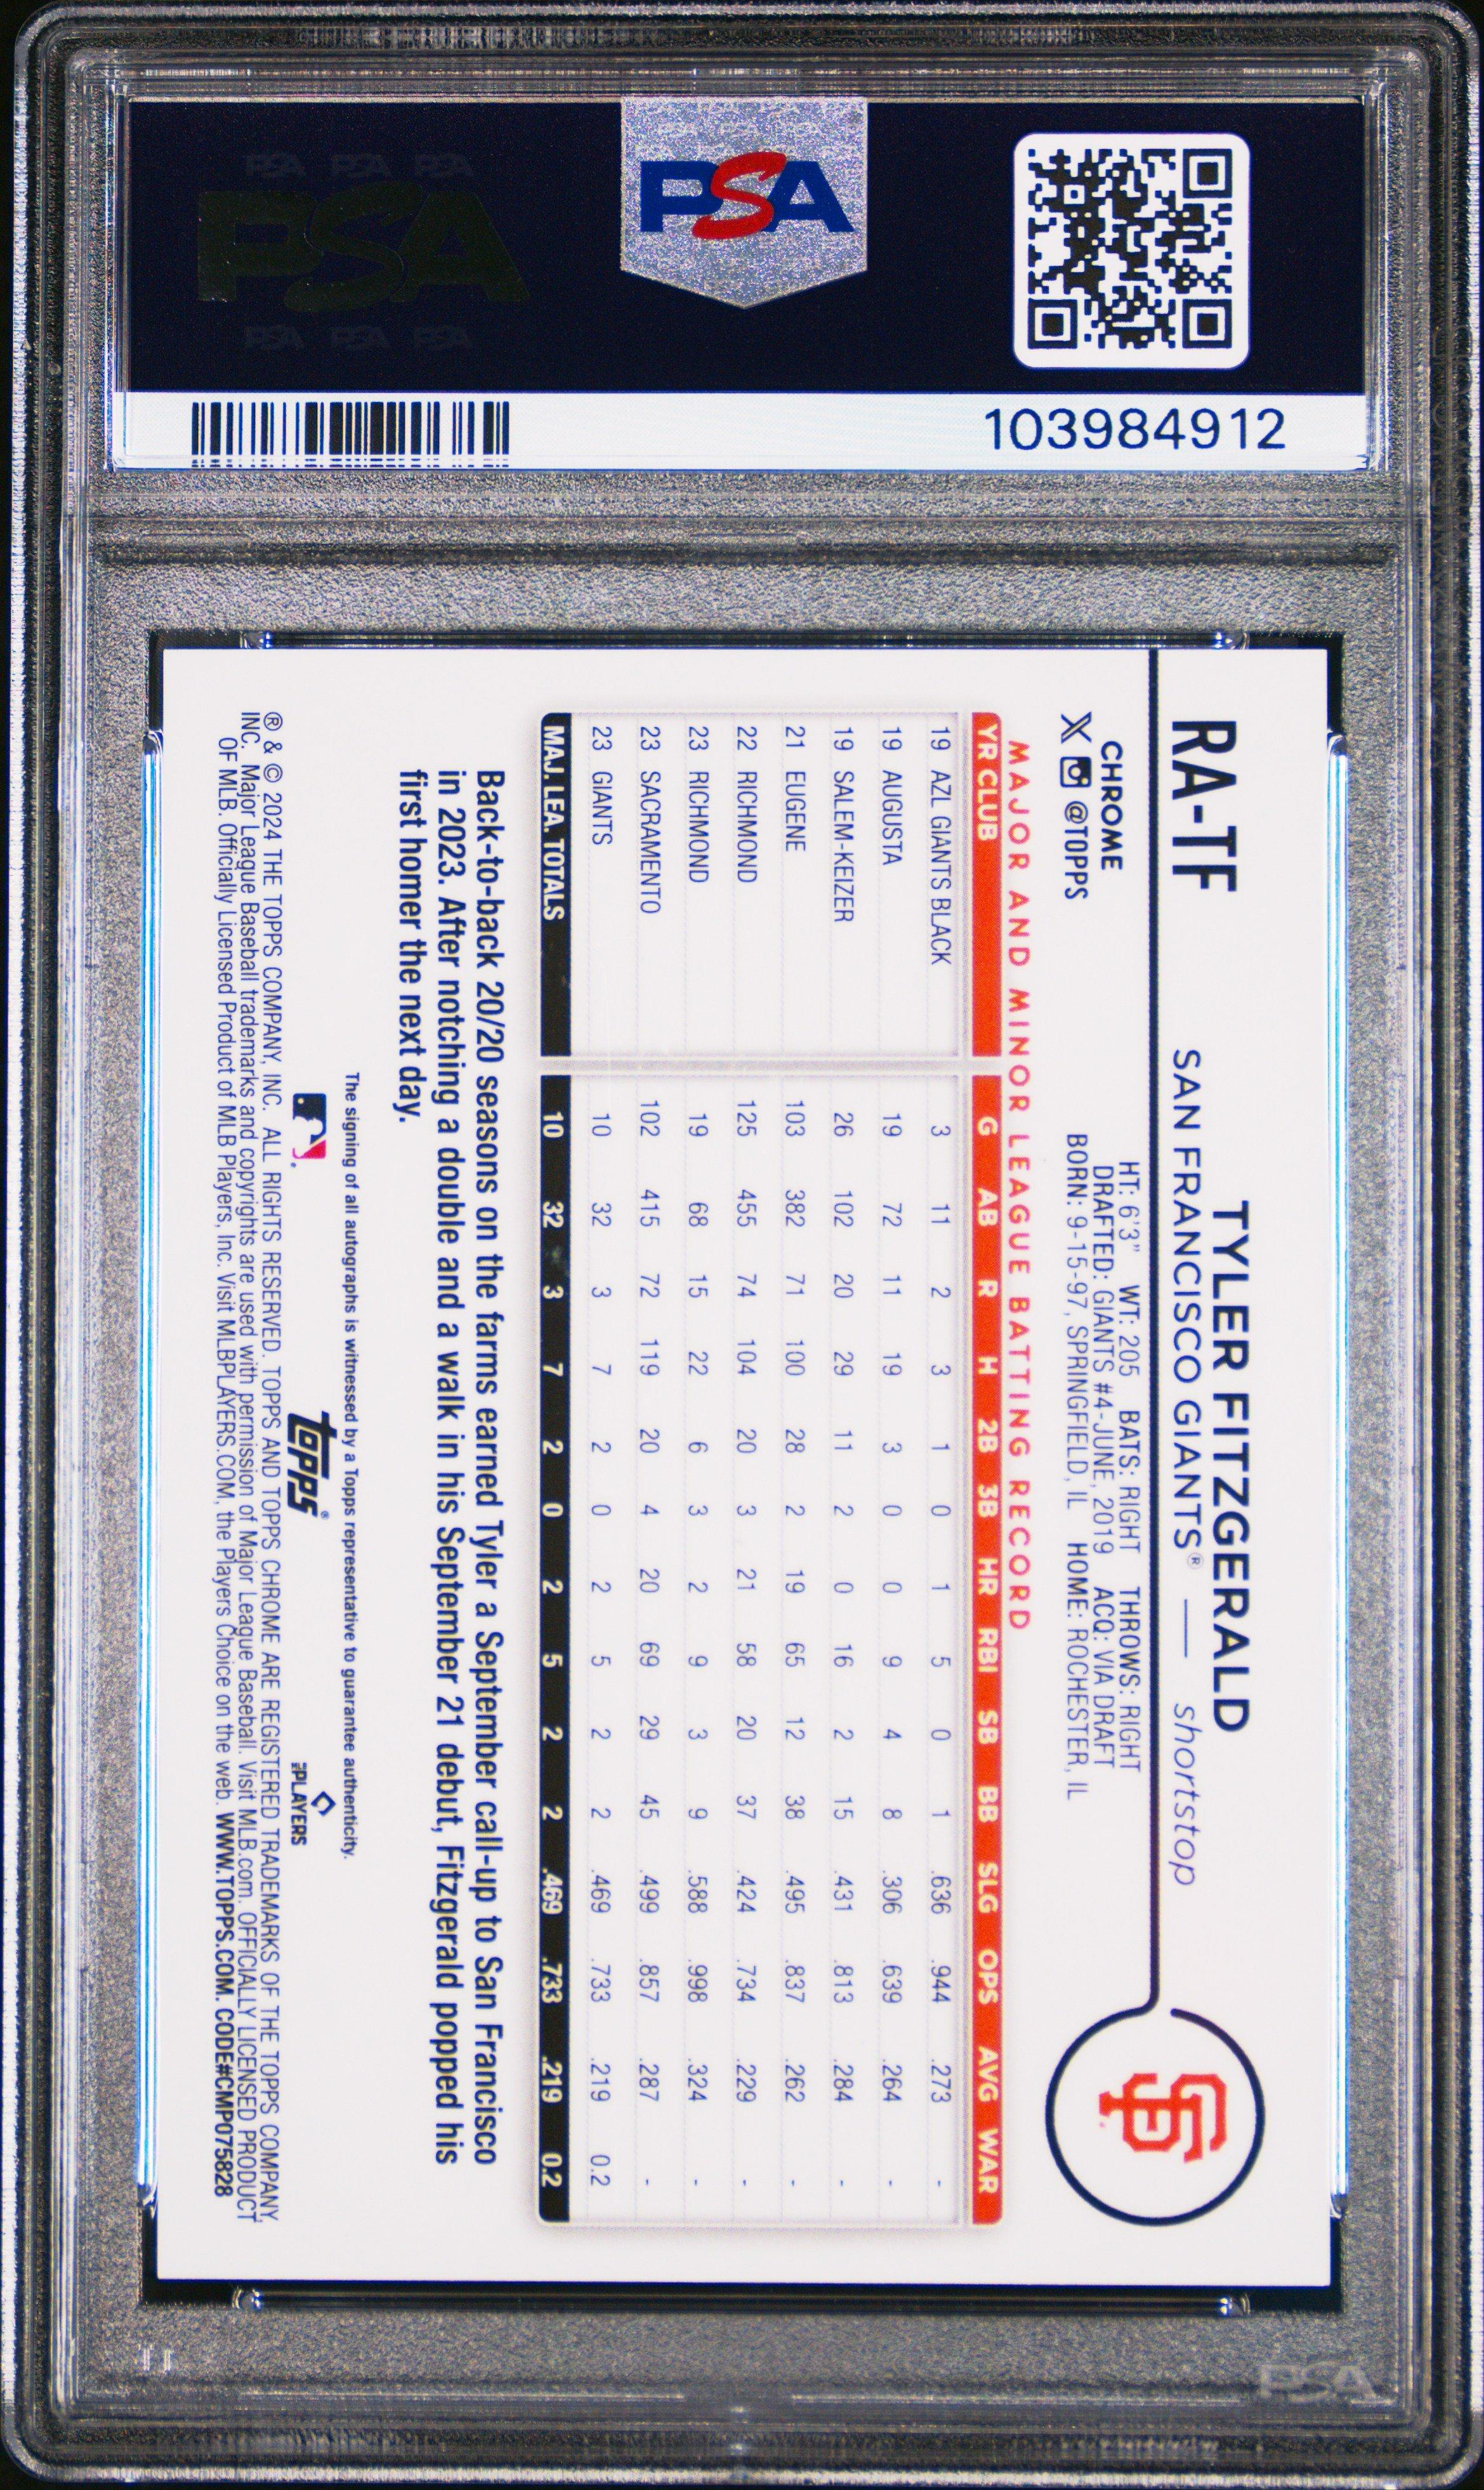 PSA PSA PSA
PSA
PSA PSA PSA
PSA
103984912
RA-TF
TYLER FITZGERALD
SAN FRANCISCO GIANTS® — shortstop
CHROME
X @TOPPS
HT: 6'3" WT: 205 BATS: RIGHT THROWS: RIGHT
DRAFTED: GIANTS #4-JUNE, 2019 ACQ: VIA DRAFT
BORN: 9-15-97, SPRINGFIELD, IL HOME: ROCHESTER, IL
MAJOR AND MINOR LEAGUE BATTING RECORD
YR CLUB G AB R H 2B 3B HR RBI SB BB SLG OPS AVG WAR
19 AZL GIANTS BLACK 3 11 2 3 1 0 1 5 0 1 .636 .944 .273 -
19 AUGUSTA 19 72 11 19 3 0 0 9 4 8 .306 .639 .264 -
19 SALEM-KEIZER 26 102 20 29 11 2 0 16 2 15 .431 .813 .284 -
21 EUGENE 103 382 71 100 28 2 19 65 12 38 .495 .837 .262 -
22 RICHMOND 125 455 74 104 20 3 21 58 20 37 .424 .734 .229 -
23 RICHMOND 19 68 15 22 6 3 2 9 3 9 .588 .998 .324 -
23 SACRAMENTO 102 415 72 119 20 4 20 69 29 45 .499 .857 .287 -
23 GIANTS 10 32 3 7 2 0 2 5 2 2 .469 .733 .219 0.2
MAJ. LEA. TOTALS 10 32 3 7 2 0 2 5 2 2 .469 .733 .219 0.2
Back-to-back 20/20 seasons on the farms earned Tyler a September call-up to San Francisco
in 2023. After notching a double and a walk in his September 21 debut, Fitzgerald popped his
first homer the next day.
The signing of all autographs is witnessed by a Topps representative to guarantee authenticity.
topps®
PLAYERS
® & © 2024 THE TOPPS COMPANY, INC. ALL RIGHTS RESERVED. TOPPS AND TOPPS CHROME ARE REGISTERED TRADEMARKS OF THE TOPPS COMPANY,
INC. Major League Baseball trademarks and copyrights are used with permission of Major League Baseball. Visit MLB.com. OFFICIALLY LICENSED PRODUCT
OF MLB. Officially Licensed Product of MLB Players, Inc. Visit MLBPLAYERS.COM, the Players Choice on the web. WWW.TOPPS.COM. CODE#CMP075828
PSA